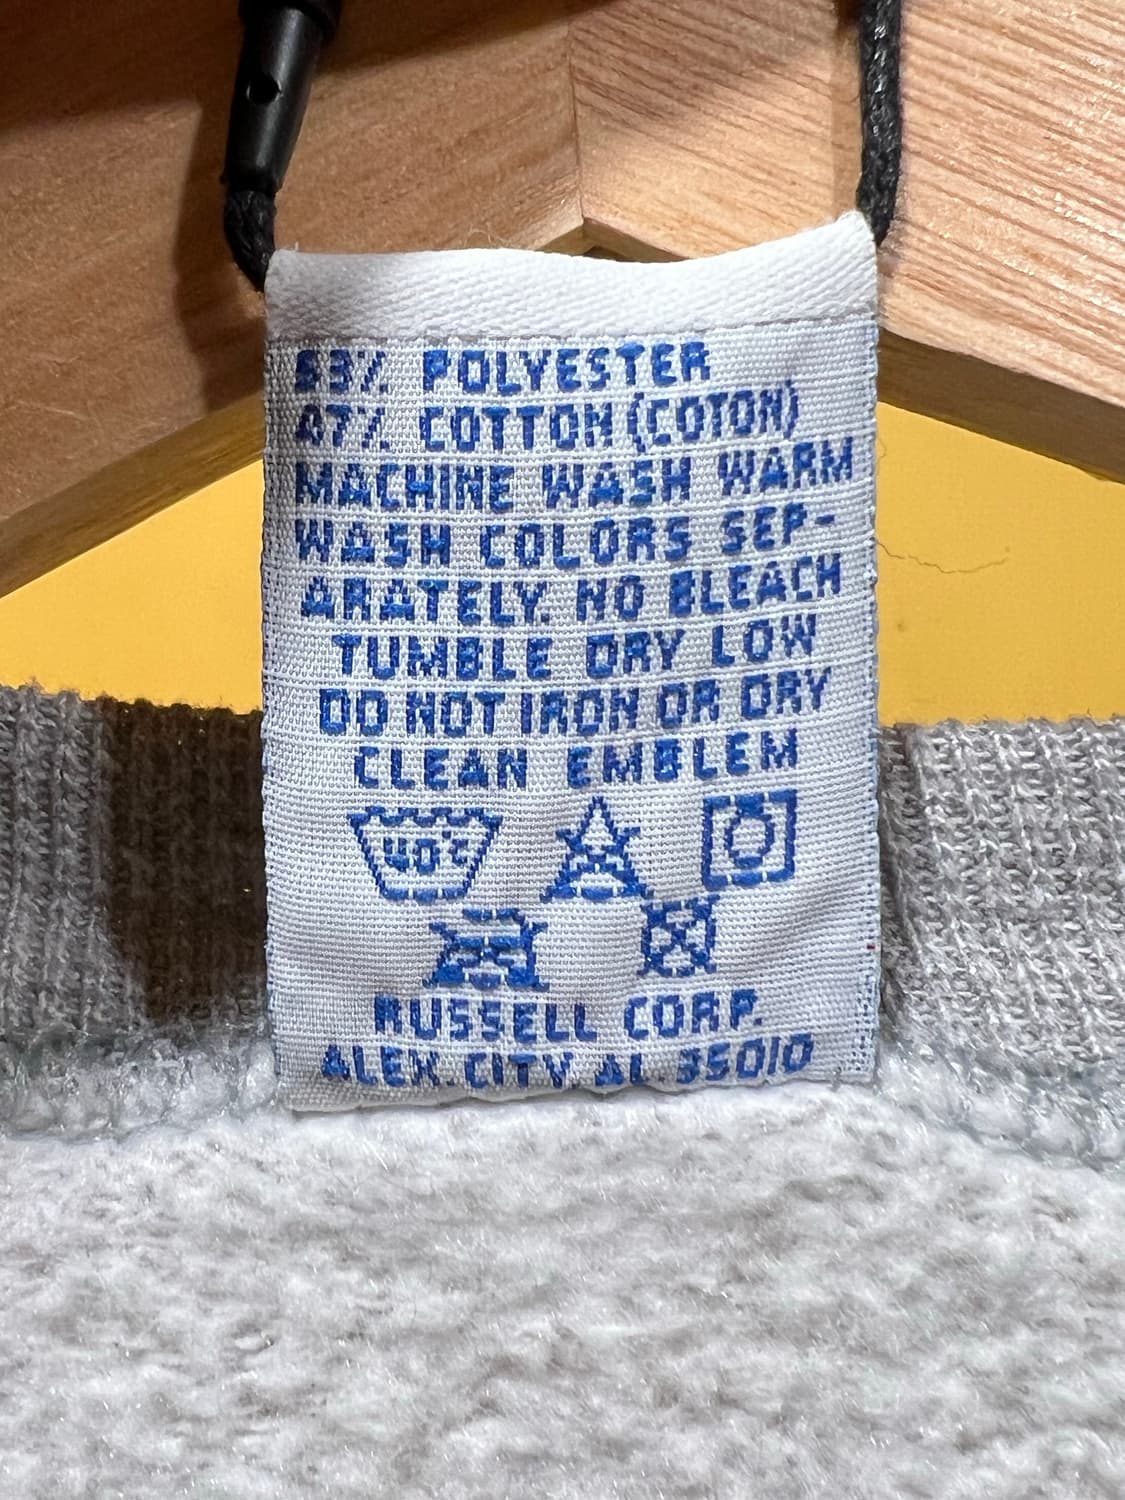 53% POLYESTER
47% COTTON (COTON)
MACHINE WASH WARM
WASH COLORS SEP-
ARATELY. NO BLEACH
TUMBLE DRY LOW
DO NOT IRON OR DRY
CLEAN EMBLEM
40°C
RUSSELL CORP.
ALEX. CITY AL 35010